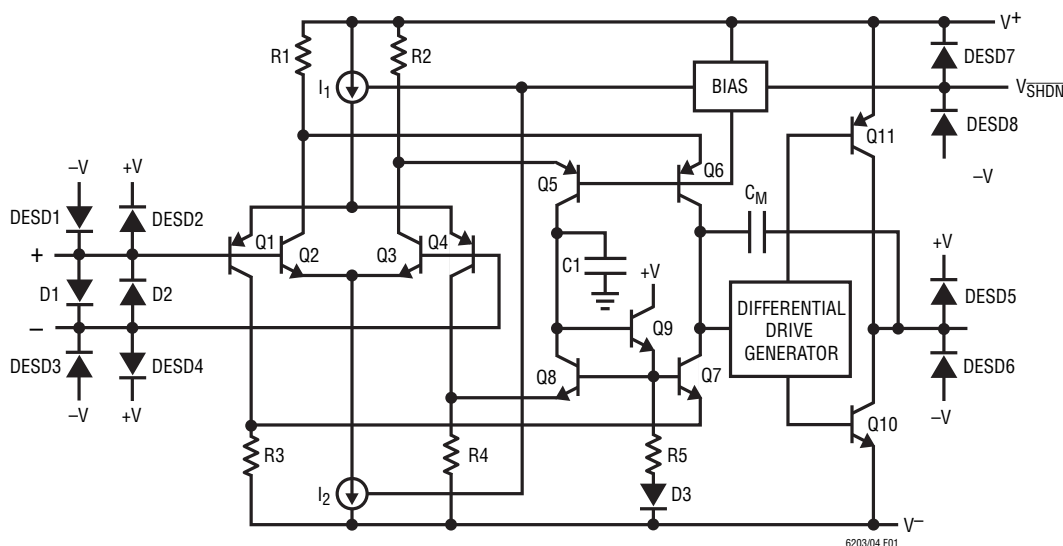 V+
R1
R2
DESD7
I1
BIAS
VSHDN
Q11
DESD8
–V
+V
Q5
Q6
–V
CM
DESD1
DESD2
+
Q1
Q2
Q3
Q4
C1
+V
+V
D1
D2
DIFFERENTIAL
DRIVE
GENERATOR
DESD5
–
Q9
DESD3
DESD4
Q8
Q7
DESD6
–V
+V
–V
Q10
R3
R4
R5
I2
D3
V–
6203/04 F01